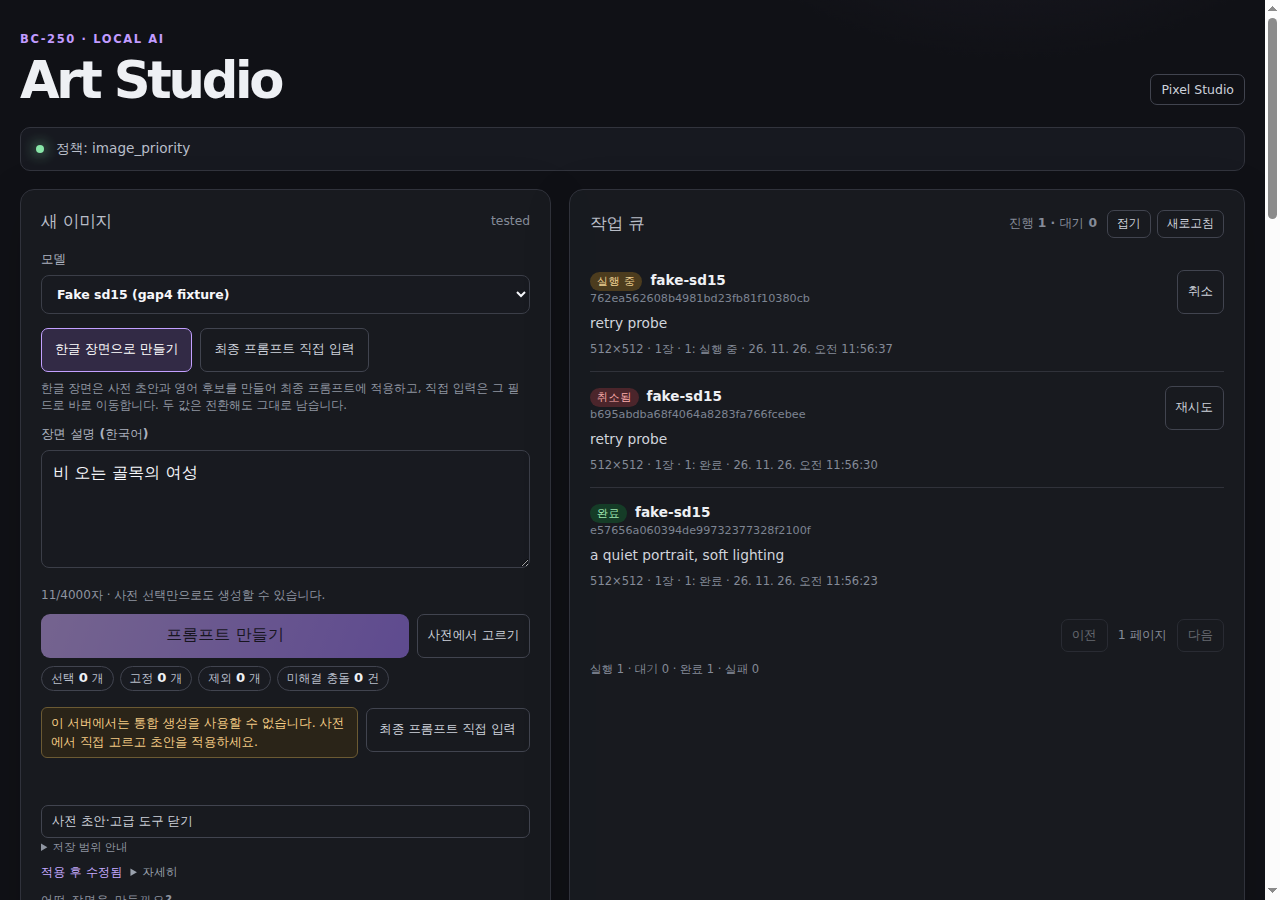 BC-250 · LOCAL AI
Art Studio
Pixel Studio
정책: image_priority
새 이미지
tested
모델
Fake sd15 (gap4 fixture)
한글 장면으로 만들기
최종 프롬프트 직접 입력
한글 장면은 사전 초안과 영어 후보를 만들어 최종 프롬프트에 적용하고, 직접 입력은 그 필
드로 바로 이동합니다. 두 값은 전환해도 그대로 남습니다.
장면 설명 (한국어)
비 오는 골목의 여성
11/4000자 · 사전 선택만으로도 생성할 수 있습니다.
프롬프트 만들기
사전에서 고르기
선택 0 개
고정 0 개
제외 0 개
미해결 충돌 0 건
이 서버에서는 통합 생성을 사용할 수 없습니다. 사전
에서 직접 고르고 초안을 적용하세요.
최종 프롬프트 직접 입력
사전 초안·고급 도구 닫기
저장 범위 안내
적용 후 수정됨
자세히
어떤 장면을 만들까요?
작업 큐
진행 1 · 대기 0
접기
새로고침
실행 중
fake-sd15
762ea562608b4981bd23fb81f10380cb
취소
retry probe
512×512 · 1장 · 1: 실행 중 · 26. 11. 26. 오전 11:56:37
취소됨
fake-sd15
b695abdba68f4064a8283fa766fcebee
재시도
retry probe
512×512 · 1장 · 1: 완료 · 26. 11. 26. 오전 11:56:30
완료
fake-sd15
e57656a060394de99732377328f2100f
a quiet portrait, soft lighting
512×512 · 1장 · 1: 완료 · 26. 11. 26. 오전 11:56:23
이전
1 페이지
다음
실행 1 · 대기 0 · 완료 1 · 실패 0